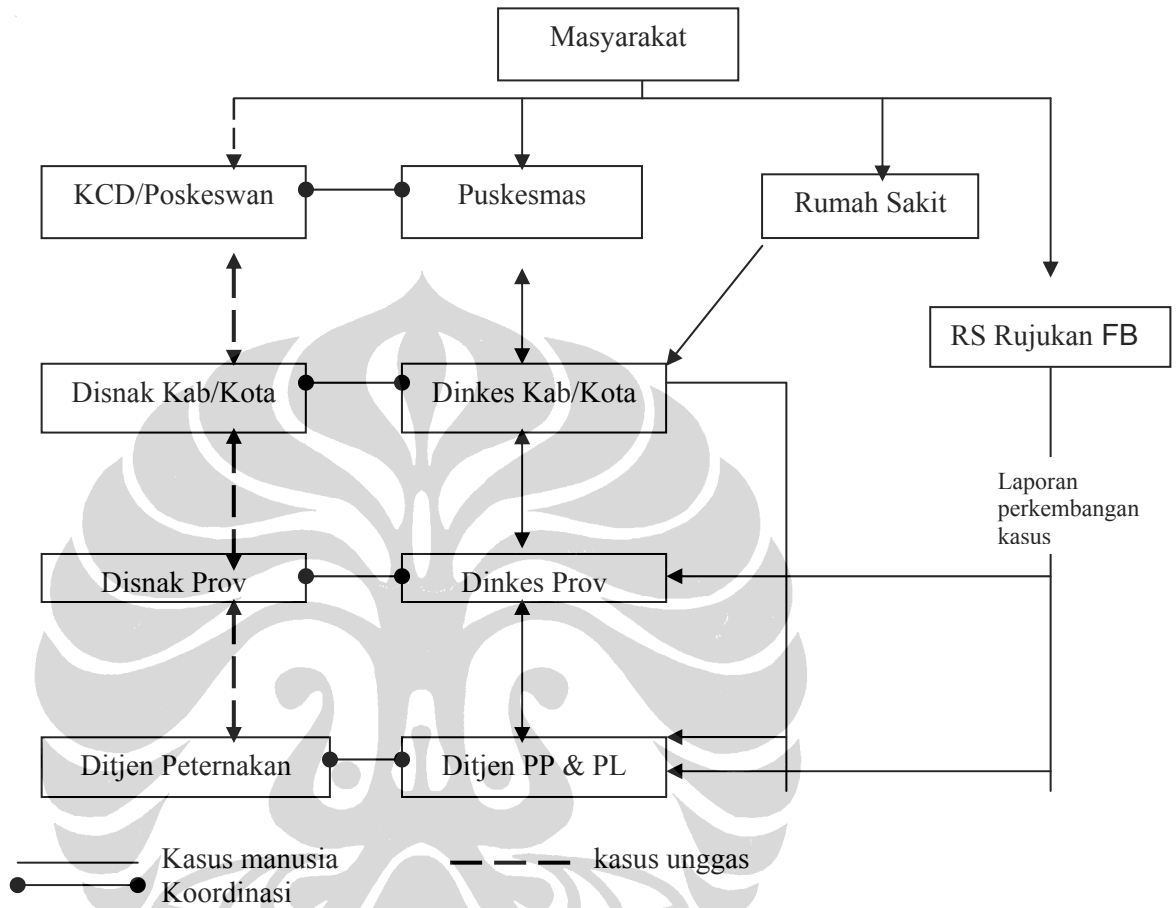 Masyarakat
KCD/Poskeswan
Puskesmas
Rumah Sakit
RS Rujukan FB
Disnak Kab/Kota
Dinkes Kab/Kota
Laporan
perkembangan
kasus
Disnak Prov
Dinkes Prov
Ditjen Peternakan
Ditjen PP & PL
Kasus manusia
kasus unggas
Koordinasi